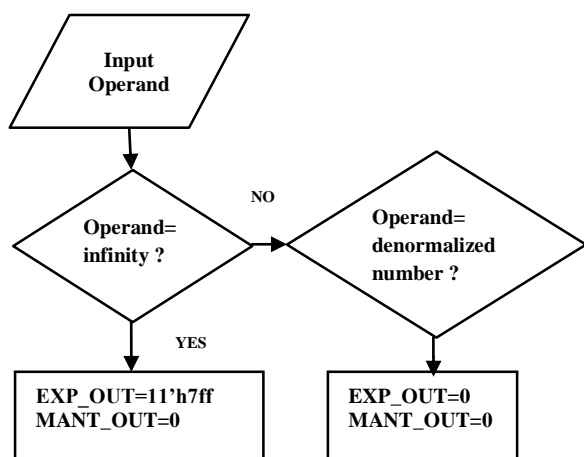 Input
Operand
Operand=
infinity ?
NO
Operand=
denormalized
number ?
YES
EXP_OUT=11’h7ff
MANT_OUT=0
EXP_OUT=0
MANT_OUT=0